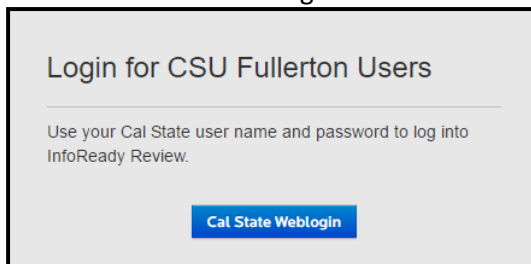 Login for CSU Fullerton Users
Use your Cal State user name and password to log into
InfoReady Review.
Cal State Weblogin